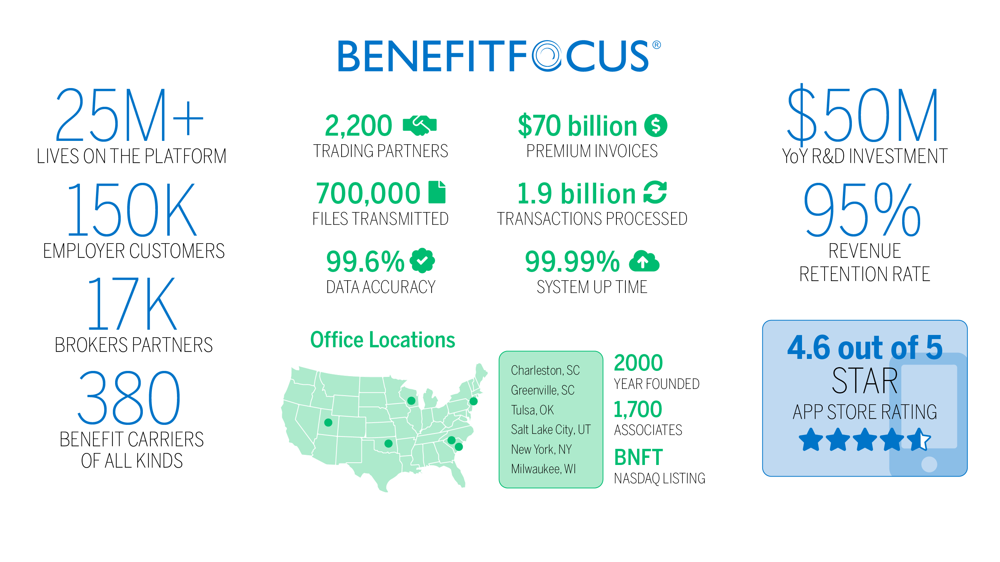 BENEFITFOCUS®
25M+
LIVES ON THE PLATFORM
150K
EMPLOYER CUSTOMERS
17K
BROKERS PARTNERS
380
BENEFIT CARRIERS
OF ALL KINDS
2,200
TRADING PARTNERS
$70 billion
PREMIUM INVOICES
700,000
FILES TRANSMITTED
1.9 billion
TRANSACTIONS PROCESSED
99.6%
DATA ACCURACY
99.99%
SYSTEM UP TIME
Office Locations
Charleston, SC
Greenville, SC
Tulsa, OK
Salt Lake City, UT
New York, NY
Milwaukee, WI
2000
YEAR FOUNDED
1,700
ASSOCIATES
BNFT
NASDAQ LISTING
$50M
YoY R&D INVESTMENT
95%
REVENUE
RETENTION RATE
4.6 out of 5
STAR
APP STORE RATING